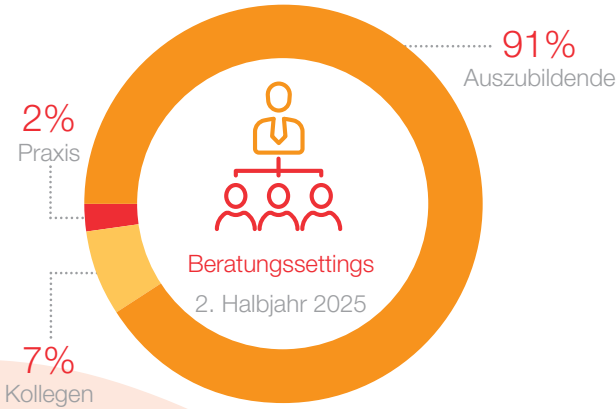 91%
Auszubildende
2%
Praxis
Beratungssettings
2. Halbjahr 2025
7%
Kollegen